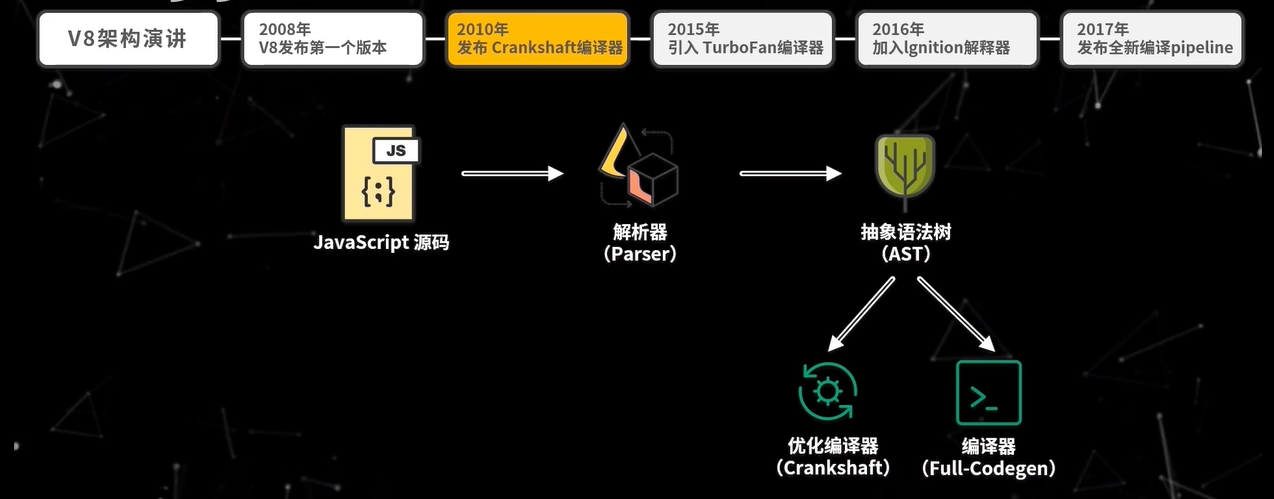 V8架构演讲
2008年
V8发布第一个版本
2010年
发布 Crankshaft编译器
2015年
引入 TurboFan编译器
2016年
加入lgnition解释器
2017年
发布全新编译pipeline
JS
{;}
JavaScript 源码
解析器
（Parser）
抽象语法树
（AST）
优化编译器
（Crankshaft）
编译器
（Full-Codegen）